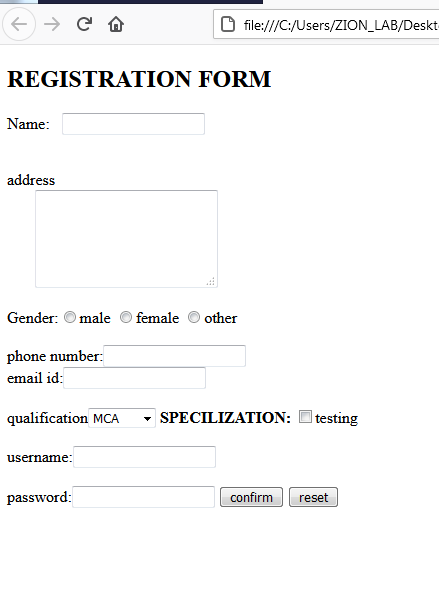 file:///C:/Users/ZION_LAB/Deskt
REGISTRATION FORM
Name:
address
Gender: male female other
phone number:
email id:
qualification MCA SPECILIZATION: testing
username:
password: confirm reset